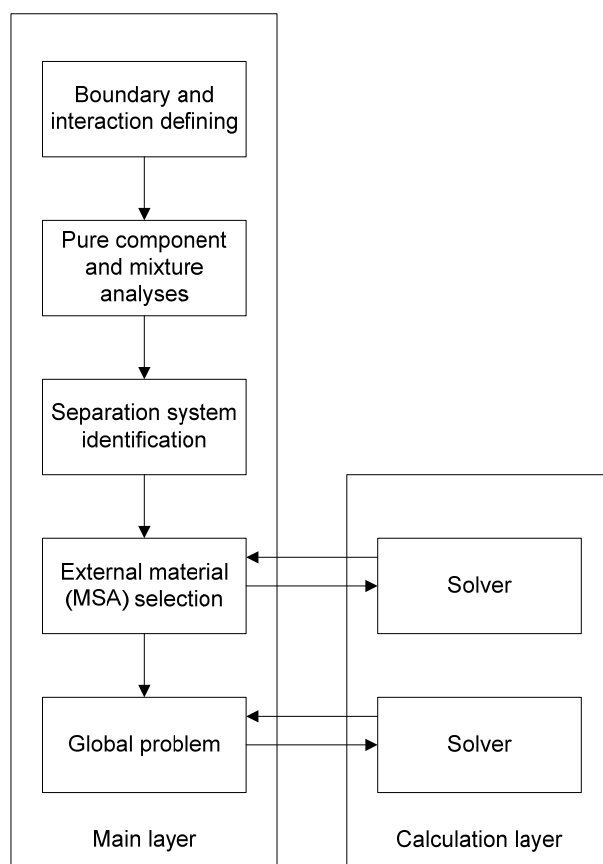 Boundary and
interaction defining
Pure component
and mixture
analyses
Separation system
identification
External material
(MSA) selection
Solver
Global problem
Solver
Main layer
Calculation layer